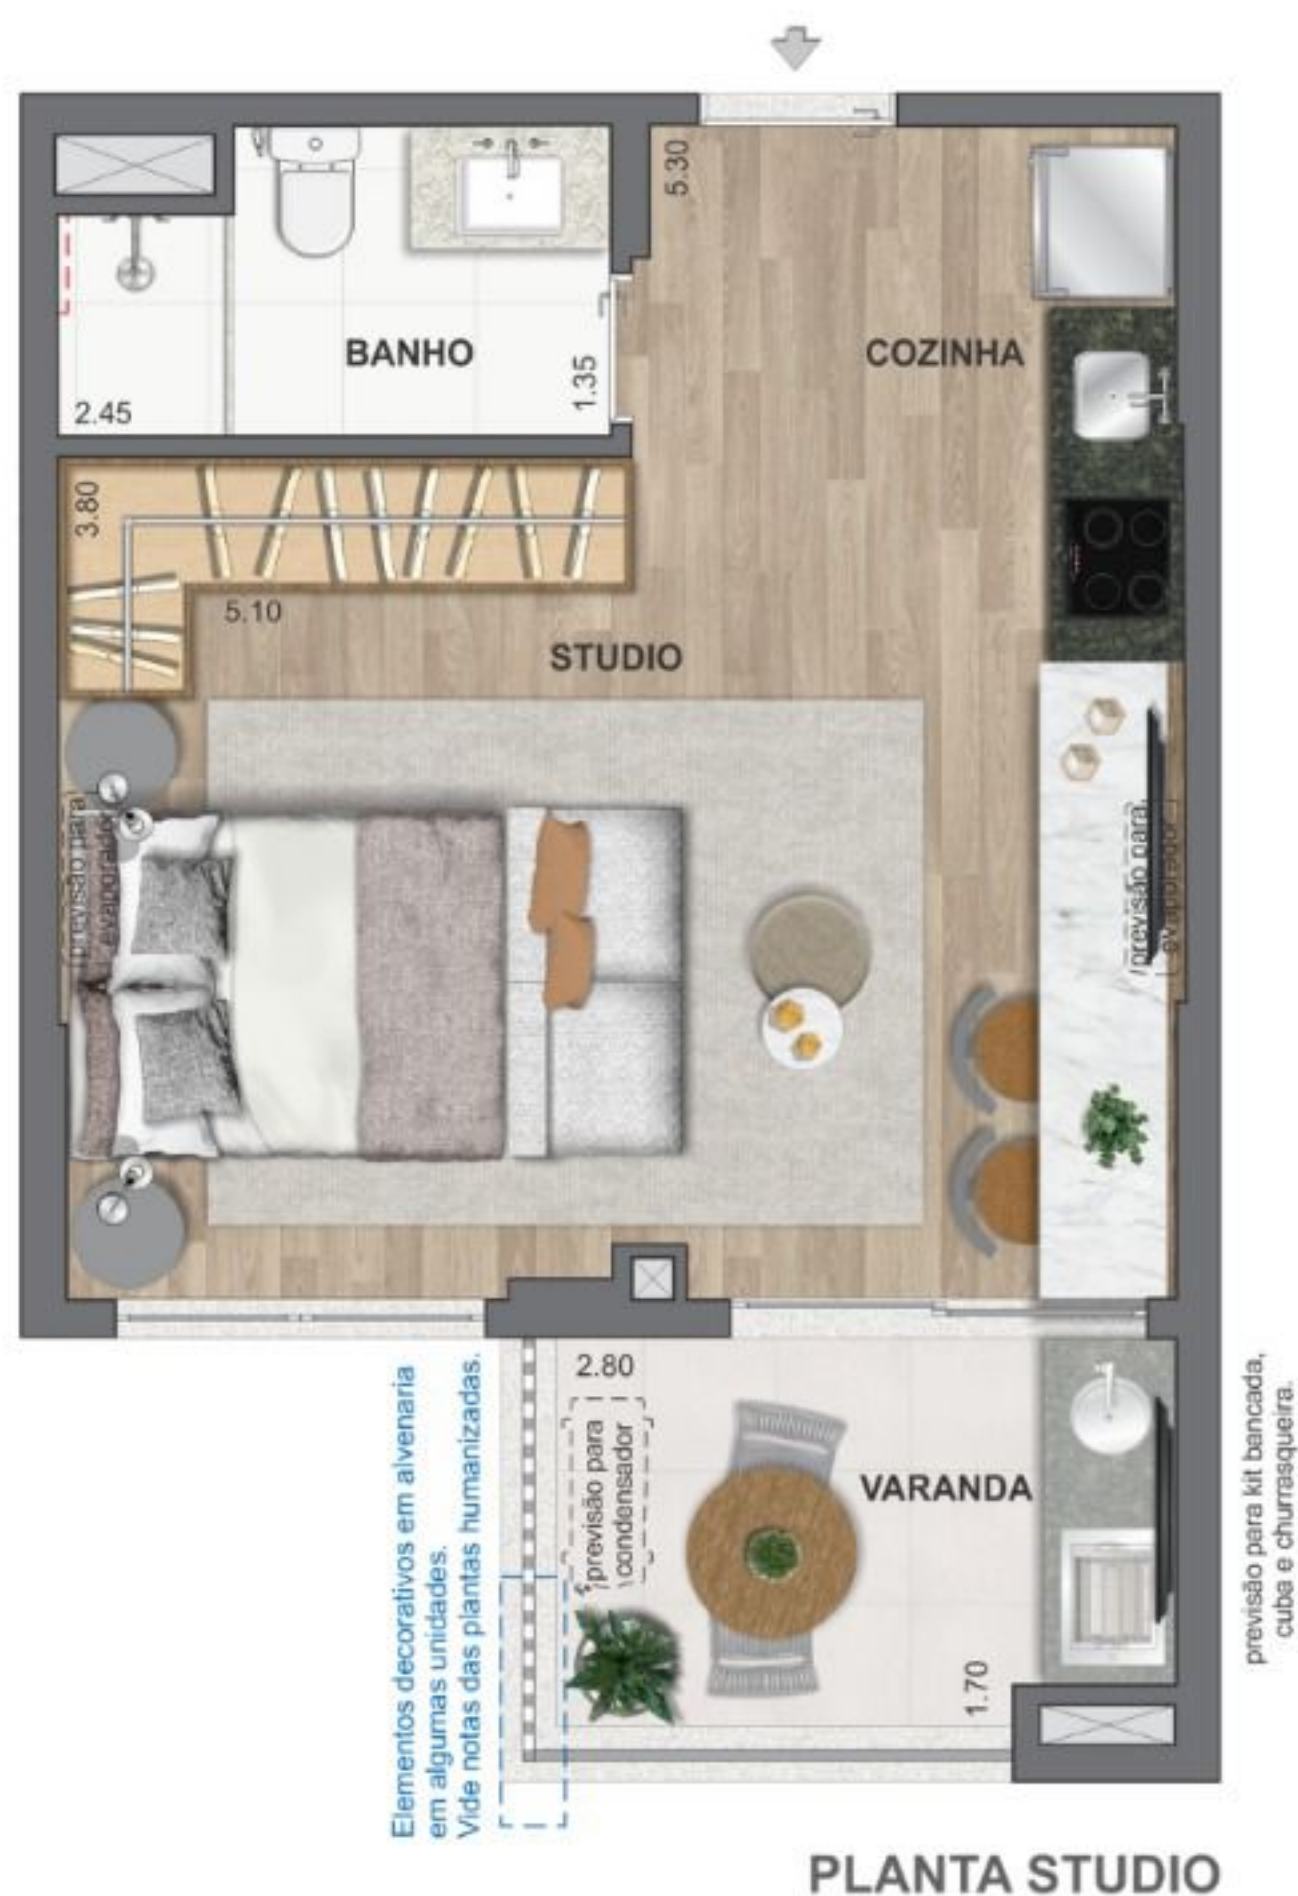 5.30
BANHO
COZINHA
1.35
2.45
3.80
5.10
STUDIO
previsão para
evaporador
previsão para
evaporador
2.80
previsão para
condensador
VARANDA
1.70
Elementos decorativos em alvenaria
em algumas unidades.
Vide notas das plantas humanizadas.
previsão para kit bancada,
cuba e churrasqueira.
PLANTA STUDIO